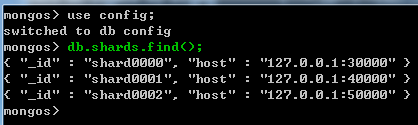 mongos> use config;
switched to db config
mongos> db.shards.find();
{ "_id" : "shard0000", "host" : "127.0.0.1:30000" }
{ "_id" : "shard0001", "host" : "127.0.0.1:40000" }
{ "_id" : "shard0002", "host" : "127.0.0.1:50000" }
mongos>